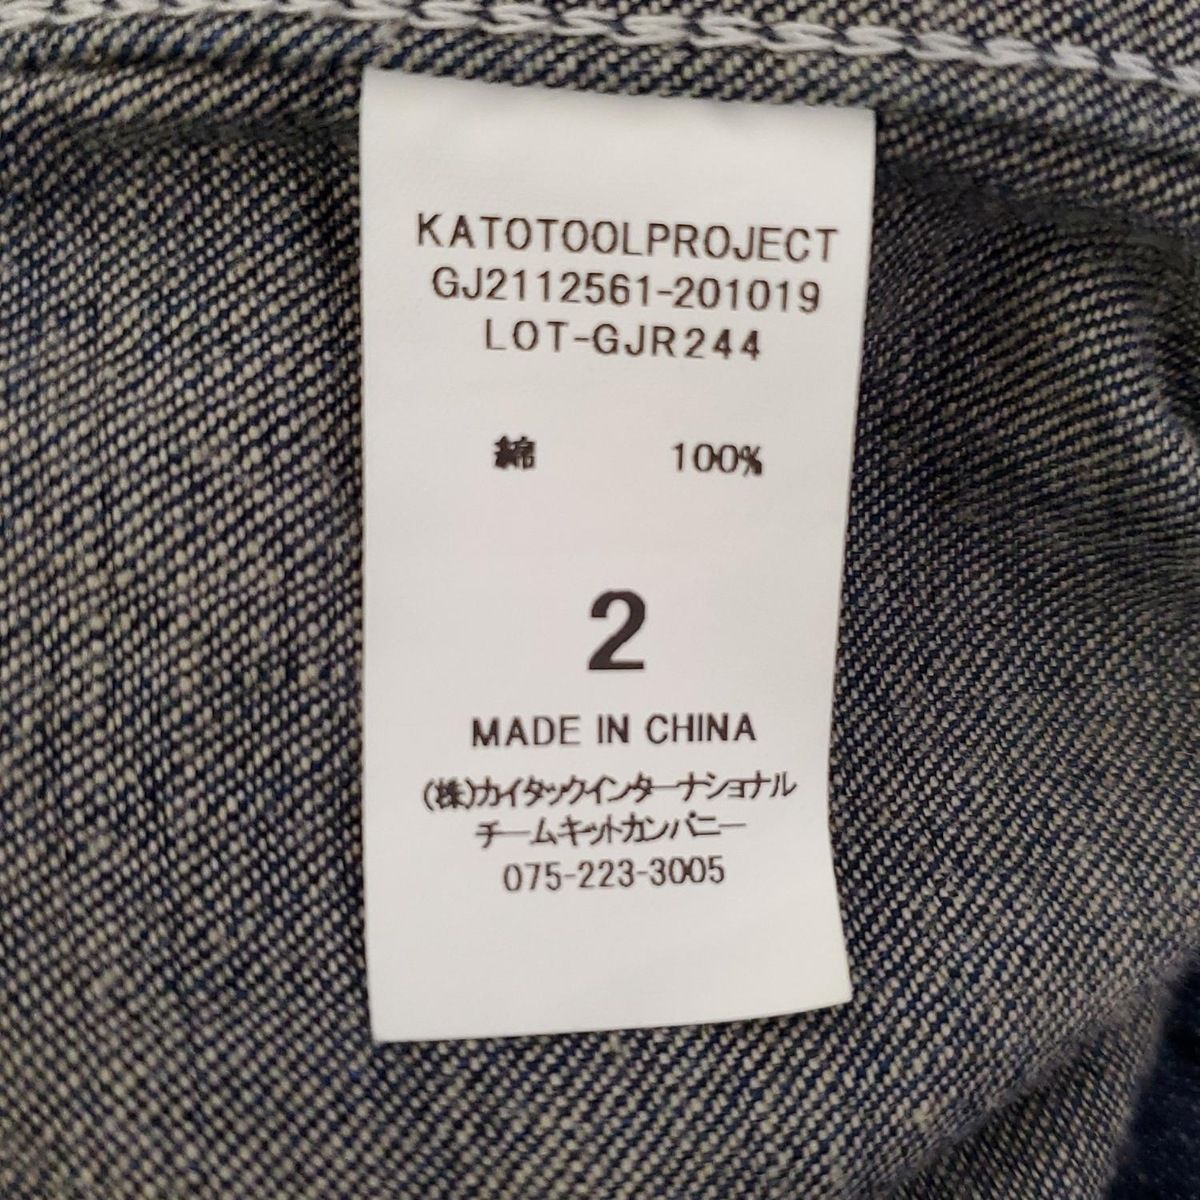 KATOTOOLPROJECT
GJ2112561-201019
LOT-GJR244
綿 100%
2
MADE IN CHINA
(株)カイタックインターナショナル
チームキットカンパニー
075-223-3005